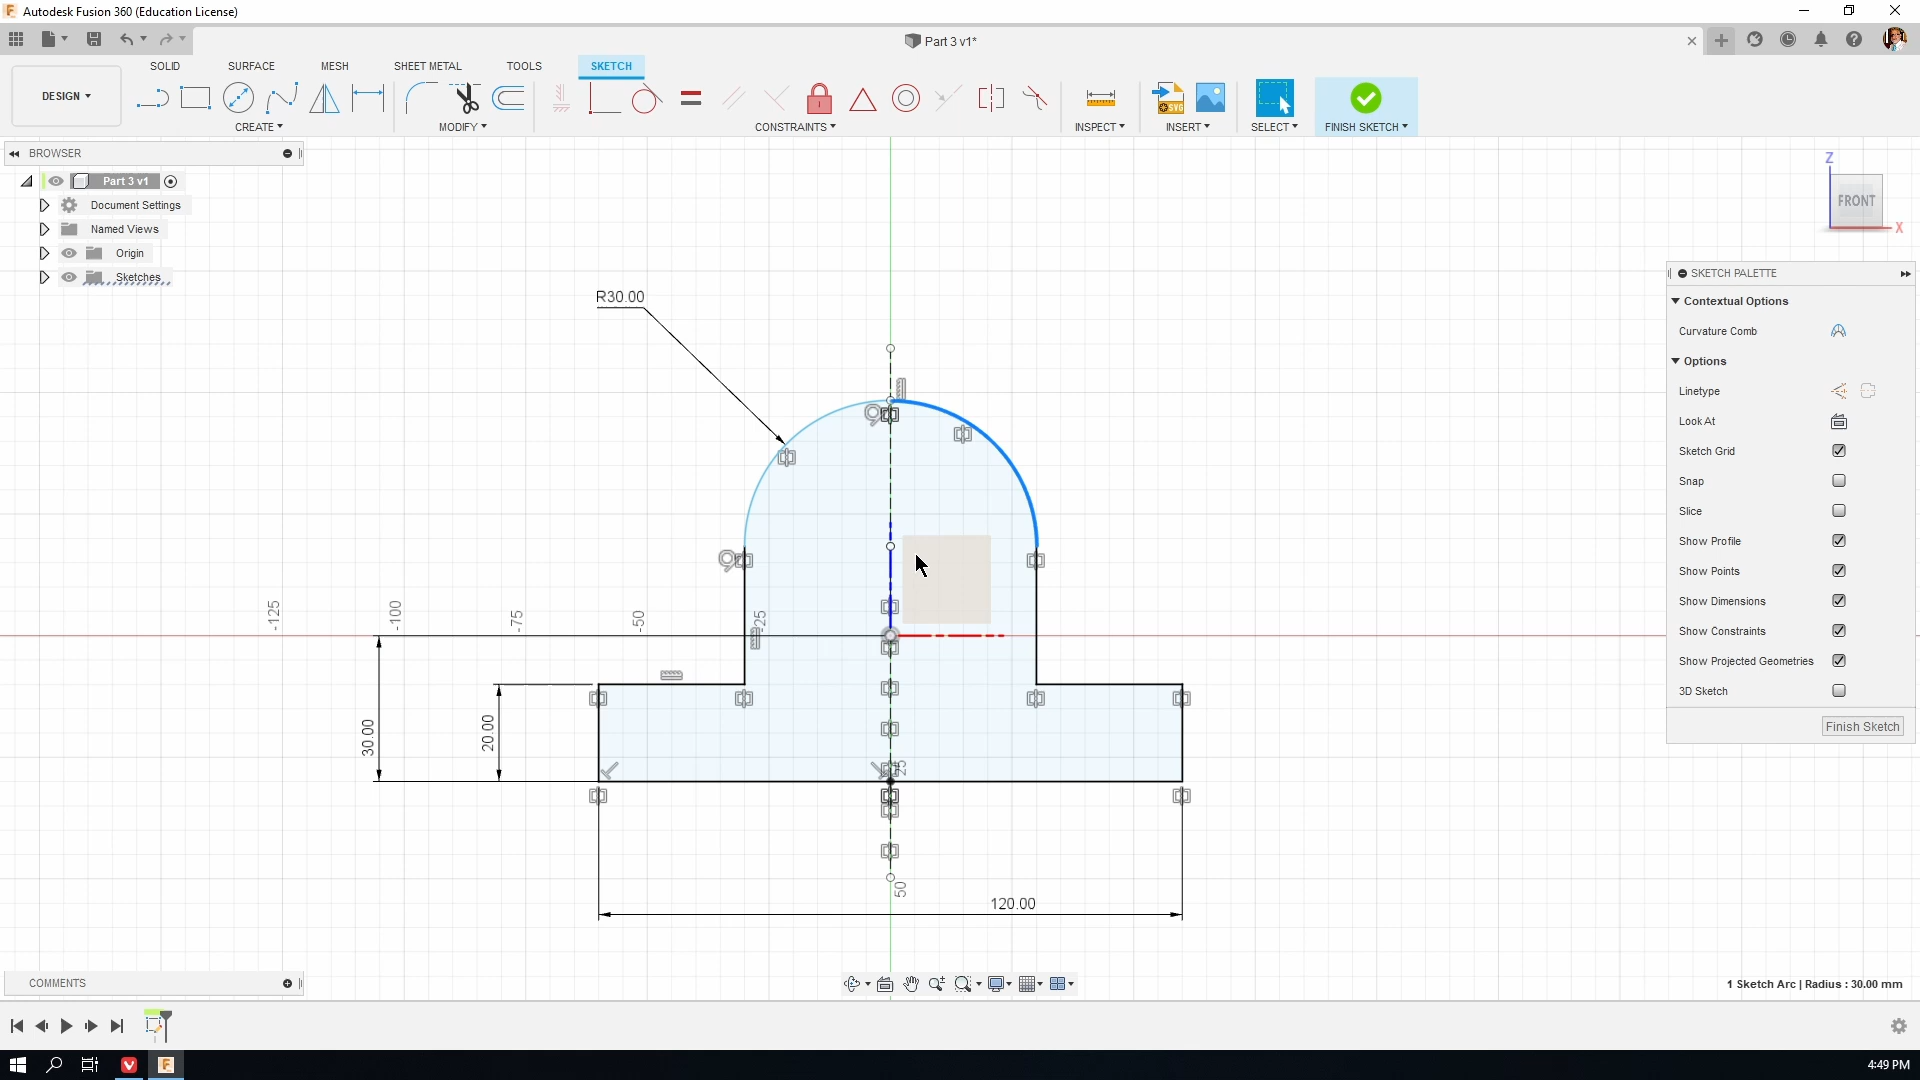 Autodesk Fusion 360 (Education License)
Part 3 v1*
SOLID SURFACE MESH SHEET METAL TOOLS SKETCH
DESIGN
CREATE MODIFY CONSTRAINTS INSPECT INSERT SELECT FINISH SKETCH
SVG
BROWSER
Part 3 v1
Document Settings
Named Views
Origin
Sketches
Z
FRONT
X
SKETCH PALETTE
Contextual Options
Curvature Comb
Options
Linetype
Look At
Sketch Grid
Snap
Slice
Show Profile
Show Points
Show Dimensions
Show Constraints
Show Projected Geometries
3D Sketch
Finish Sketch
R30.00
-125
-100
-75
-50
-25
30.00
20.00
25
50
120.00
COMMENTS
1 Sketch Arc | Radius : 30.00 mm
4:49 PM